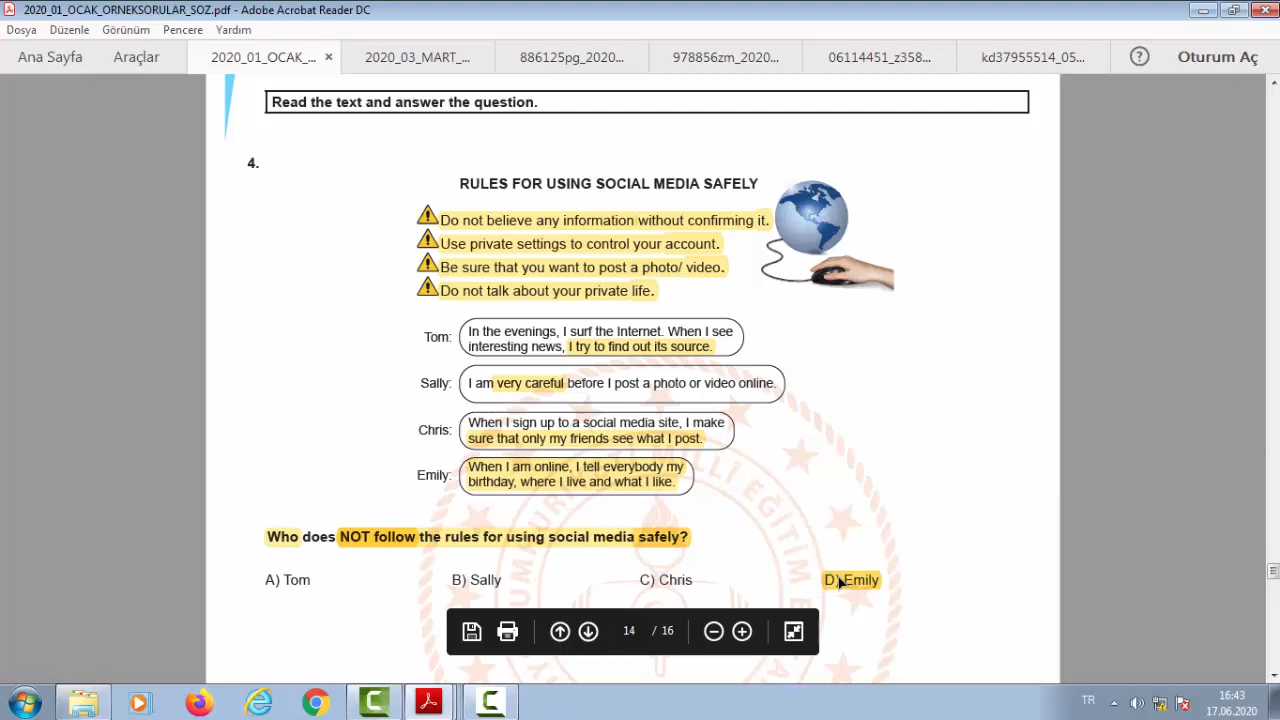 2020_01_OCAK_ORNEKSORULAR_SOZ.pdf - Adobe Acrobat Reader DC
Dosya Düzenle Görünüm Pencere Yardım
Ana Sayfa Araçlar 2020_01_OCAK_... × 2020_03_MART_... 886125pg_2020... 978856zm_2020... 06114451_z358... kd37955514_05... ? Oturum Aç
Read the text and answer the question.
4.
RULES FOR USING SOCIAL MEDIA SAFELY
Do not believe any information without confirming it.
Use private settings to control your account.
Be sure that you want to post a photo/ video.
Do not talk about your private life.
Tom: In the evenings, I surf the Internet. When I see
interesting news, I try to find out its source.
Sally: I am very careful before I post a photo or video online.
Chris: When I sign up to a social media site, I make
sure that only my friends see what I post.
Emily: When I am online, I tell everybody my
birthday, where I live and what I like.
Who does NOT follow the rules for using social media safely?
A) Tom B) Sally C) Chris D) Emily
14 / 16
TR 16:43
17.06.2020